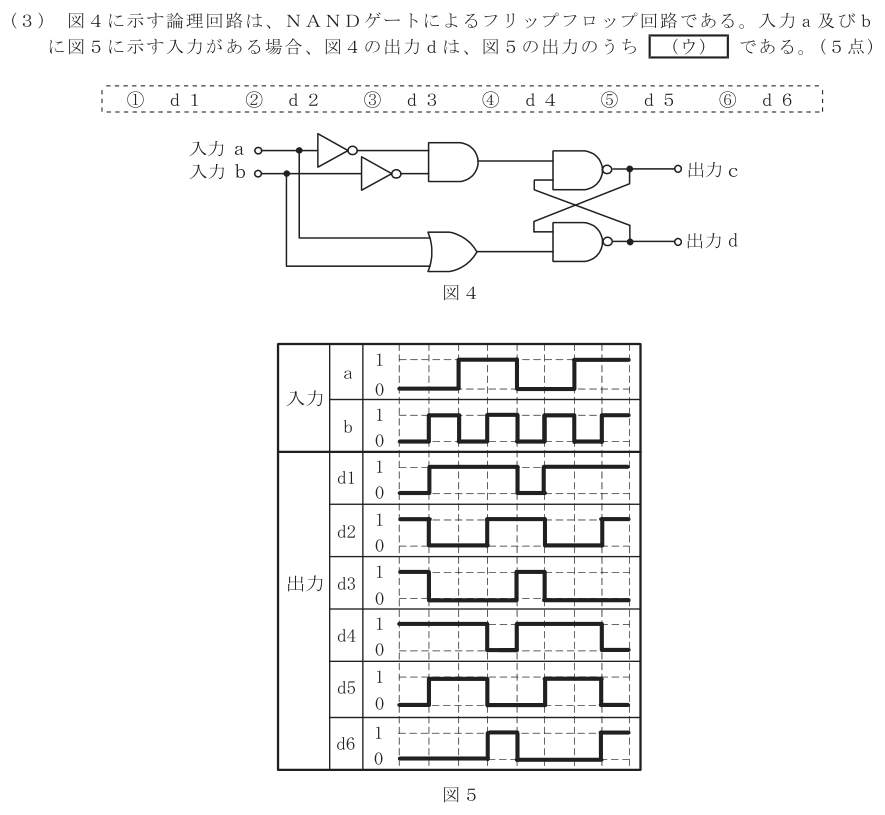 (3) 図4に示す論理回路は、NANDゲートによるフリップフロップ回路である。入力a及びb
に図5に示す入力がある場合、図4の出力dは、図5の出力のうち (ウ) である。(5点)
① d1 ② d2 ③ d3 ④ d4 ⑤ d5 ⑥ d6
入力 a
入力 b
出力 c
出力 d
図4
入力
a 1 0
b 1 0
出力
d1 1 0
d2 1 0
d3 1 0
d4 1 0
d5 1 0
d6 1 0
図5